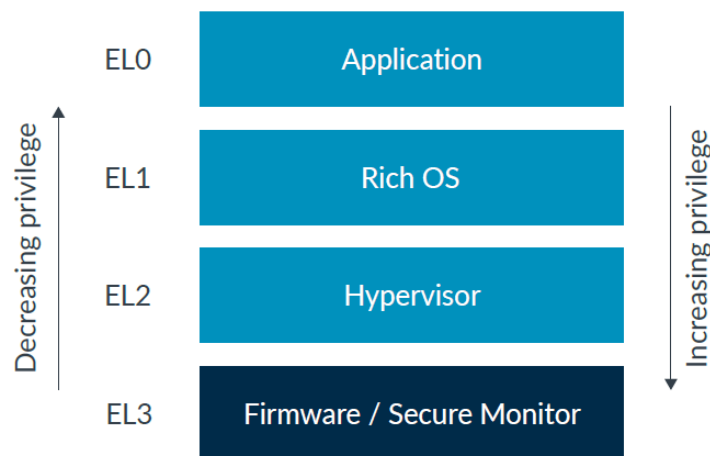 EL0
Application
EL1
Rich OS
EL2
Hypervisor
EL3
Firmware / Secure Monitor
Decreasing privilege
Increasing privilege